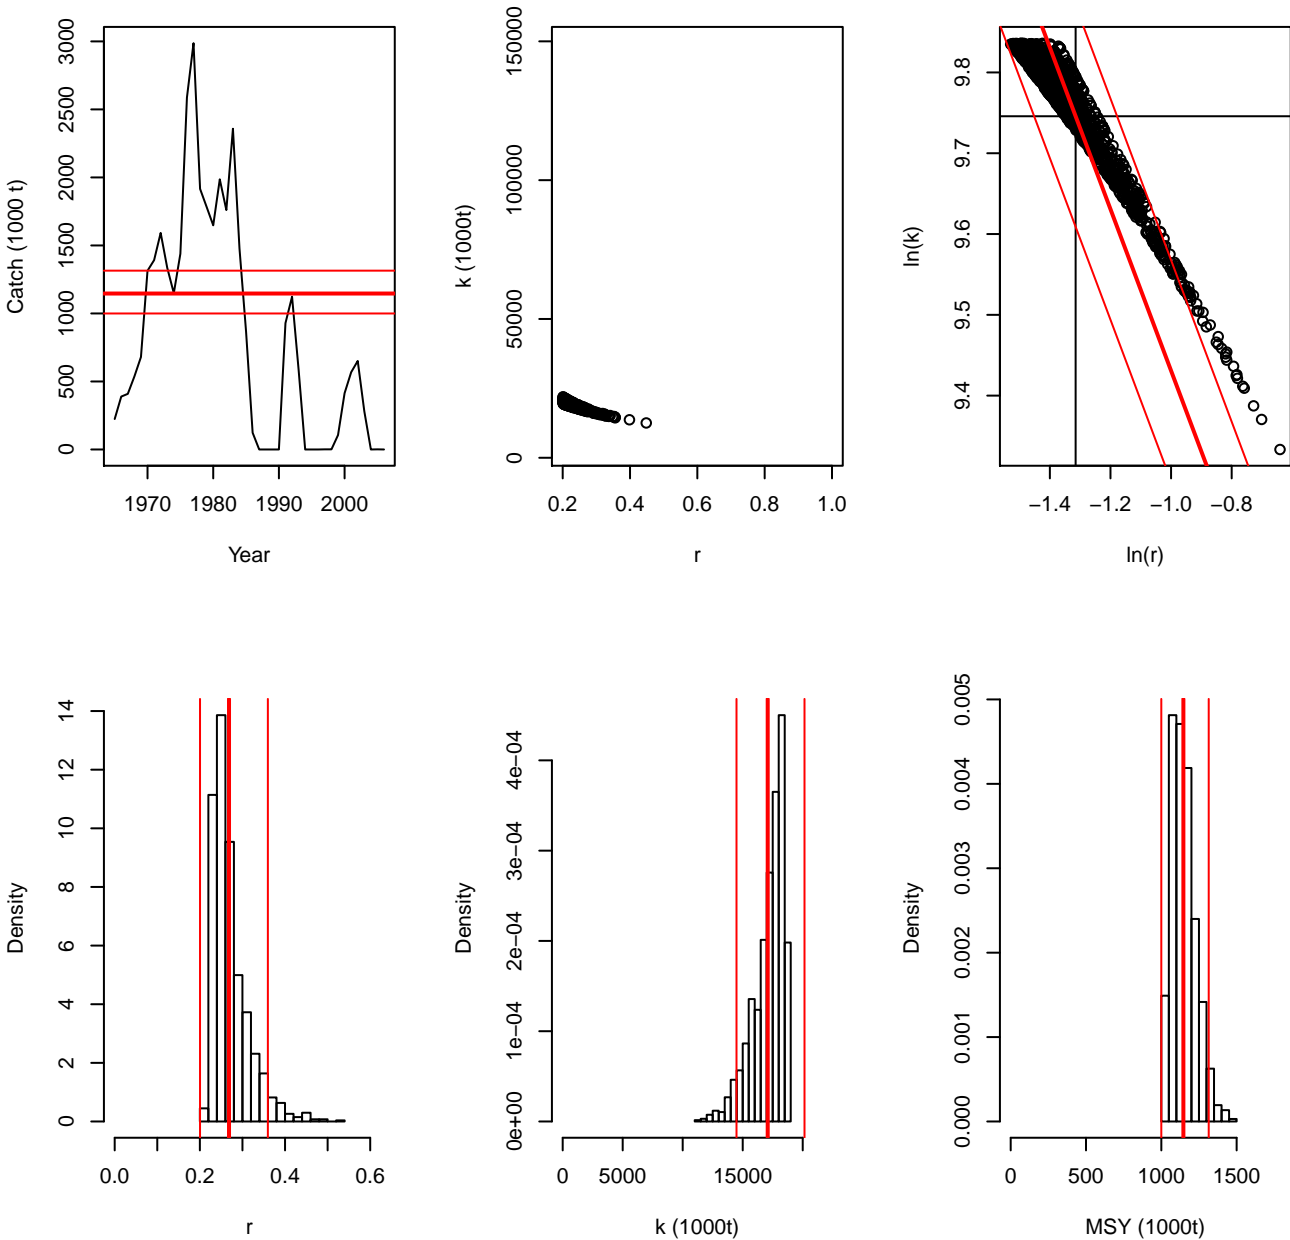 Catch (1000 t)
3000
2500
2000
1500
1000
500
0
1970 1980 1990 2000
Year
k (1000t)
150000
100000
50000
0
0.2 0.4 0.6 0.8 1.0
r
ln(k)
9.8
9.7
9.6
9.5
9.4
−1.4 −1.2 −1.0 −0.8
ln(r)
Density
14
12
10
8
6
4
2
0
0.0 0.2 0.4 0.6
r
Density
4e−04
3e−04
2e−04
1e−04
0e+00
0 5000 15000
k (1000t)
Density
0.005
0.004
0.003
0.002
0.001
0.000
0 500 1000 1500
MSY (1000t)